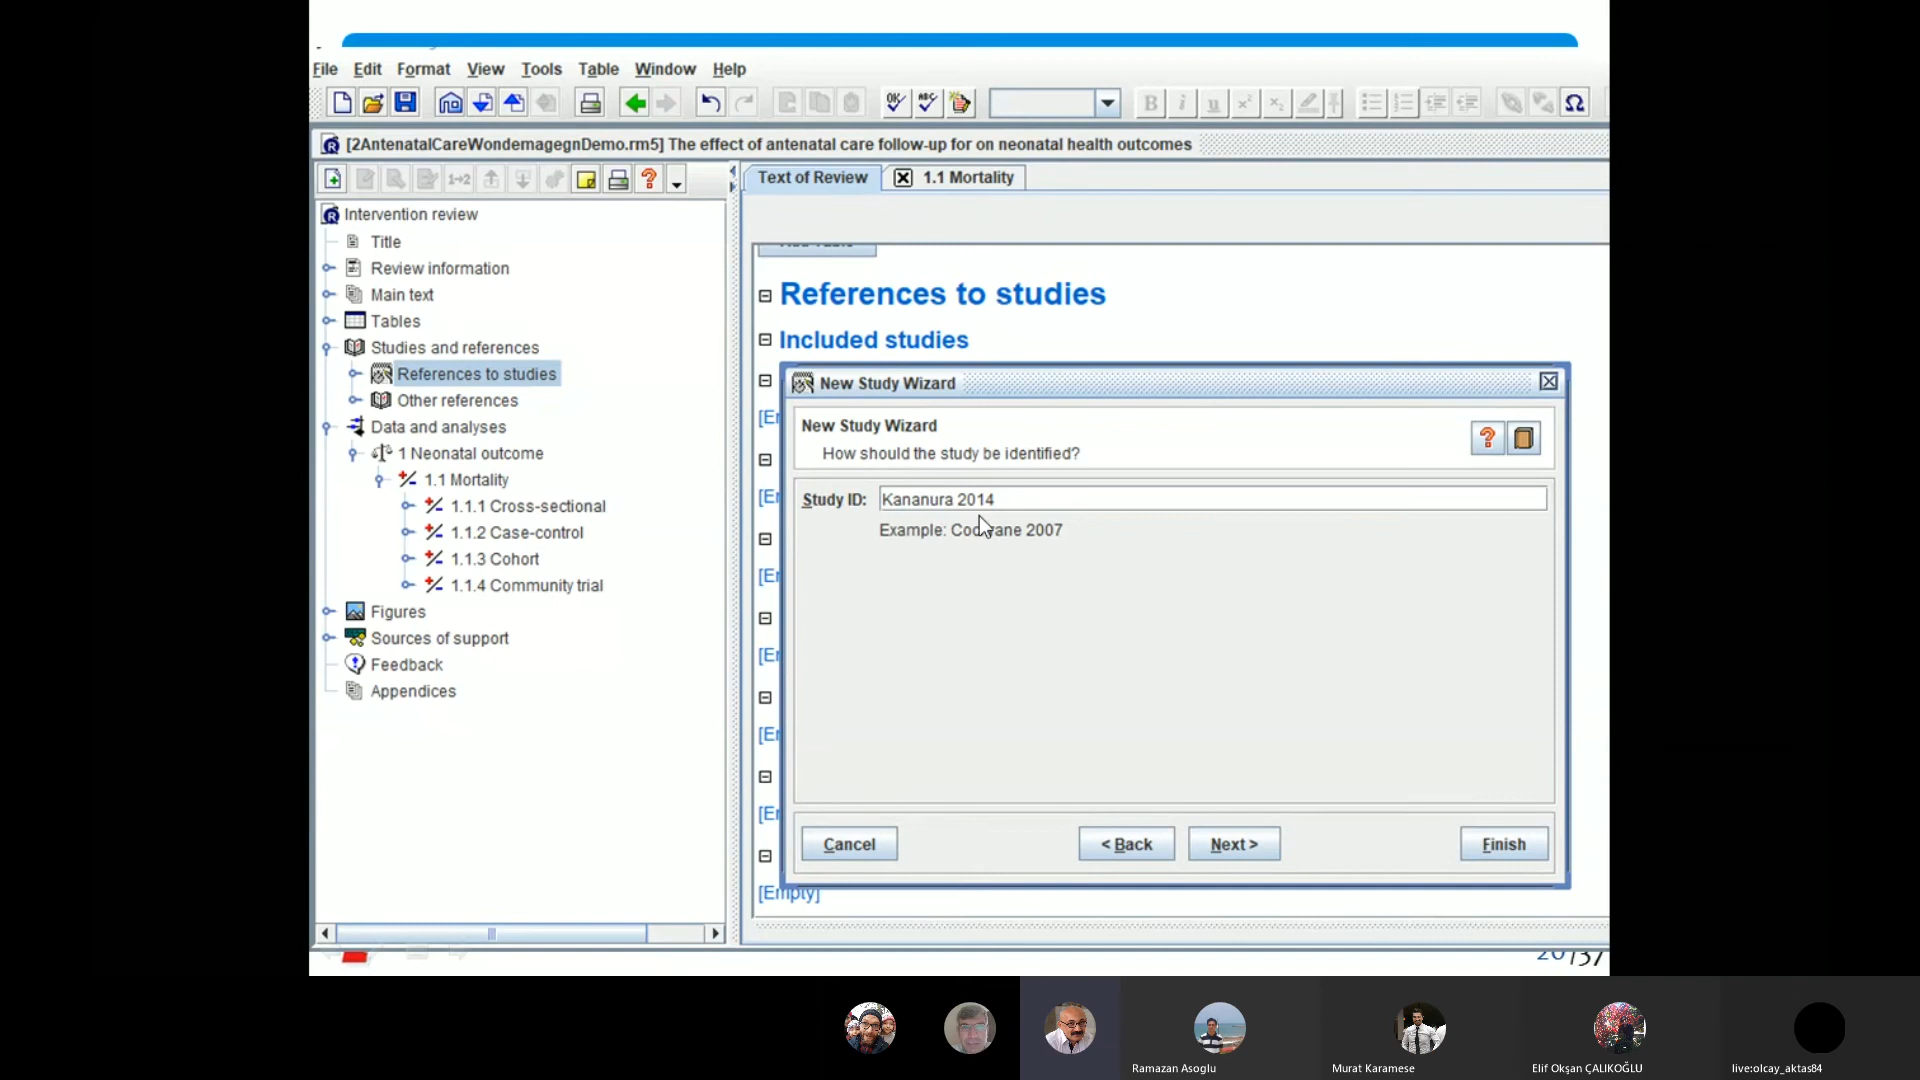 File Edit Format View Tools Table Window Help
[2AntenatalCareWondemagegnDemo.rm5] The effect of antenatal care follow-up for on neonatal health outcomes
Text of Review
1.1 Mortality
Intervention review
Title
Review information
Main text
Tables
Studies and references
References to studies
Other references
Data and analyses
1 Neonatal outcome
1.1 Mortality
1.1.1 Cross-sectional
1.1.2 Case-control
1.1.3 Cohort
1.1.4 Community trial
Figures
Sources of support
Feedback
Appendices
References to studies
Included studies
New Study Wizard
New Study Wizard
How should the study be identified?
Study ID: Kananura 2014
Example: Cochrane 2007
Cancel
< Back
Next >
Finish
[Empty]
Ramazan Asoglu
Murat Karamese
Elif Okşan ÇALIKOĞLU
live:olcay_aktas84